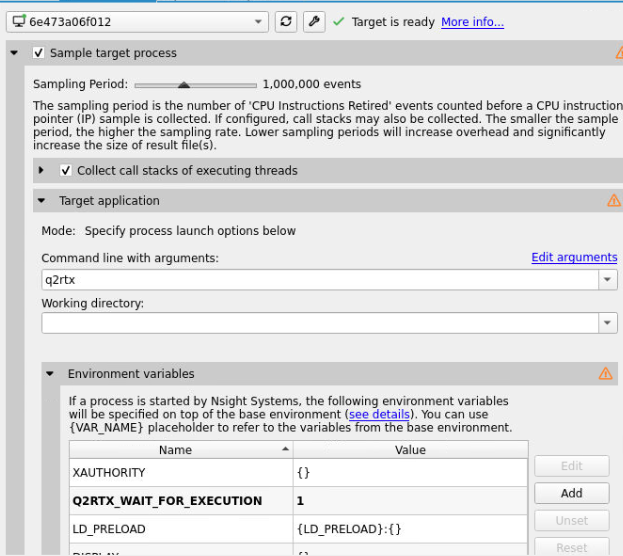 6e473a06f012
Target is ready More info...
Sample target process
Sampling Period: 1,000,000 events
The sampling period is the number of 'CPU Instructions Retired' events counted before a CPU instruction
pointer (IP) sample is collected. If configured, call stacks may also be collected. The smaller the sample
period, the higher the sampling rate. Lower sampling periods will increase overhead and significantly
increase the size of result file(s).
Collect call stacks of executing threads
Target application
Mode: Specify process launch options below
Command line with arguments: Edit arguments
q2rtx
Working directory:
Environment variables
If a process is started by Nsight Systems, the following environment variables
will be specified on top of the base environment (see details). You can use
{VAR_NAME} placeholder to refer to the variables from the base environment.
Name Value
XAUTHORITY {}
Edit
Q2RTX_WAIT_FOR_EXECUTION 1
Add
LD_PRELOAD {LD_PRELOAD}:{}
Unset
DISPLAY {}
Reset